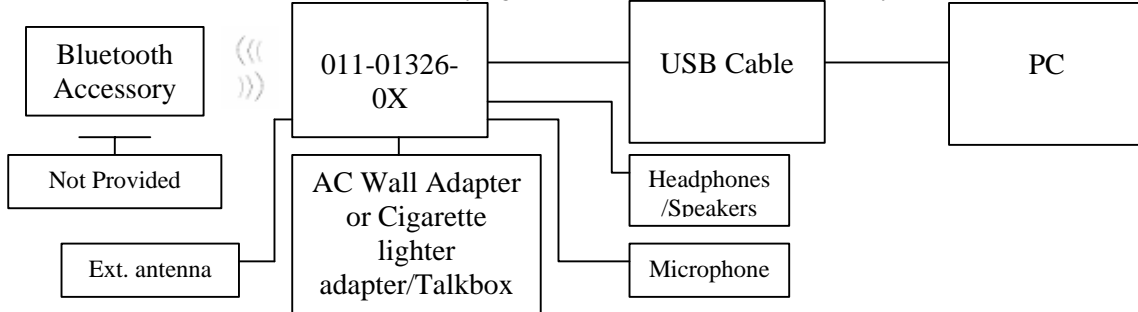 Bluetooth
Accessory
011-01326-
0X
USB Cable
PC
Not Provided
AC Wall Adapter
or Cigarette
lighter
adapter/Talkbox
Headphones
/Speakers
Ext. antenna
Microphone